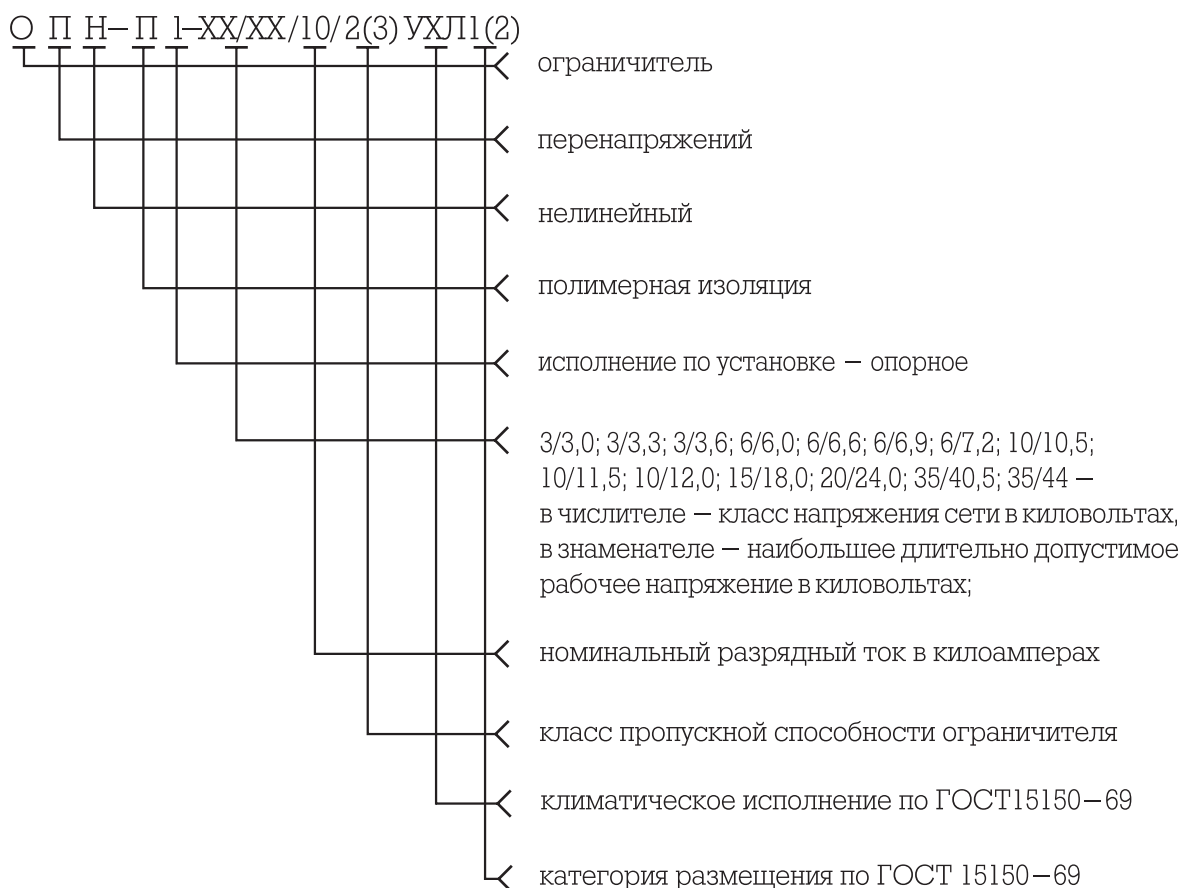 О П Н– П 1–ХХ/ХХ/10/2(3) УХЛ1(2)
ограничитель
перенапряжений
нелинейный
полимерная изоляция
исполнение по установке – опорное
3/3,0; 3/3,3; 3/3,6; 6/6,0; 6/6,6; 6/6,9; 6/7,2; 10/10,5;
10/11,5; 10/12,0; 15/18,0; 20/24,0; 35/40,5; 35/44 –
в числителе – класс напряжения сети в киловольтах,
в знаменателе – наибольшее длительно допустимое
рабочее напряжение в киловольтах;
номинальный разрядный ток в килоамперах
класс пропускной способности ограничителя
климатическое исполнение по ГОСТ15150–69
категория размещения по ГОСТ 15150–69